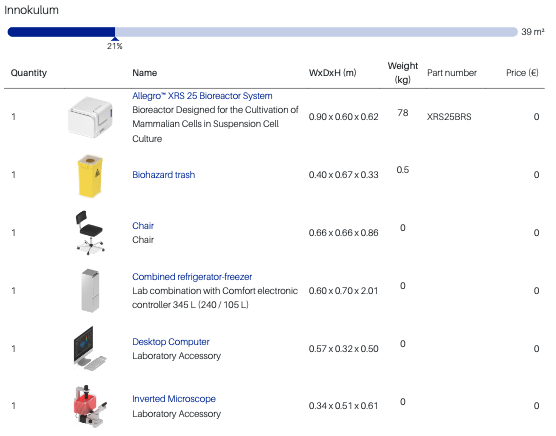 Innokulum
39 m²
21%
Quantity Name WxDxH (m) Weight (kg) Part number Price (€)
Allegro™ XRS 25 Bioreactor System
1 Bioreactor Designed for the Cultivation of 0.90 x 0.60 x 0.62 78 XRS25BRS 0
Mammalian Cells in Suspension Cell
Culture
1 Biohazard trash 0.40 x 0.67 x 0.33 0.5 0
1 Chair 0.66 x 0.66 x 0.86 0 0
Chair
Combined refrigerator-freezer
1 Lab combination with Comfort electronic 0.60 x 0.70 x 2.01 0 0
controller 345 L (240 / 105 L)
1 Desktop Computer 0.57 x 0.32 x 0.50 0 0
Laboratory Accessory
1 Inverted Microscope 0.34 x 0.51 x 0.61 0 0
Laboratory Accessory